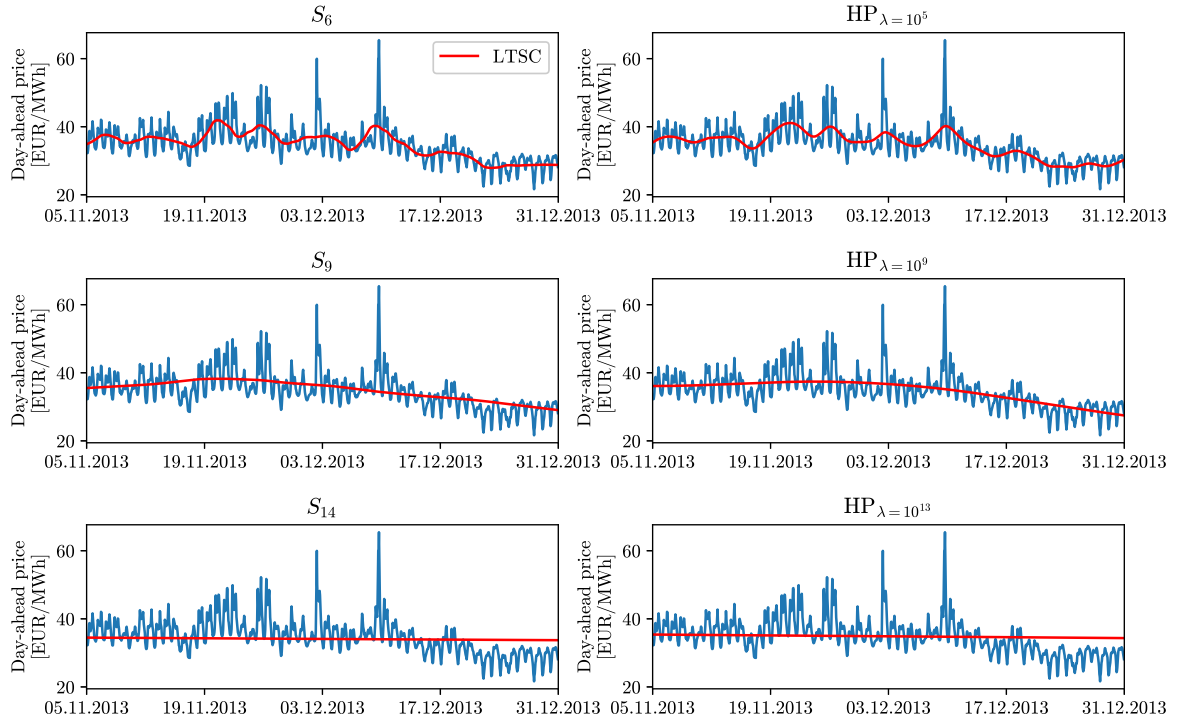 S6
HP λ=10^5
Day-ahead price
[EUR/MWh]
60
40
20
LTSC
05.11.2013 19.11.2013 03.12.2013 17.12.2013 31.12.2013
Day-ahead price
[EUR/MWh]
60
40
20
05.11.2013 19.11.2013 03.12.2013 17.12.2013 31.12.2013
S9
HP λ=10^9
Day-ahead price
[EUR/MWh]
60
40
20
05.11.2013 19.11.2013 03.12.2013 17.12.2013 31.12.2013
Day-ahead price
[EUR/MWh]
60
40
20
05.11.2013 19.11.2013 03.12.2013 17.12.2013 31.12.2013
S14
HP λ=10^13
Day-ahead price
[EUR/MWh]
60
40
20
05.11.2013 19.11.2013 03.12.2013 17.12.2013 31.12.2013
Day-ahead price
[EUR/MWh]
60
40
20
05.11.2013 19.11.2013 03.12.2013 17.12.2013 31.12.2013